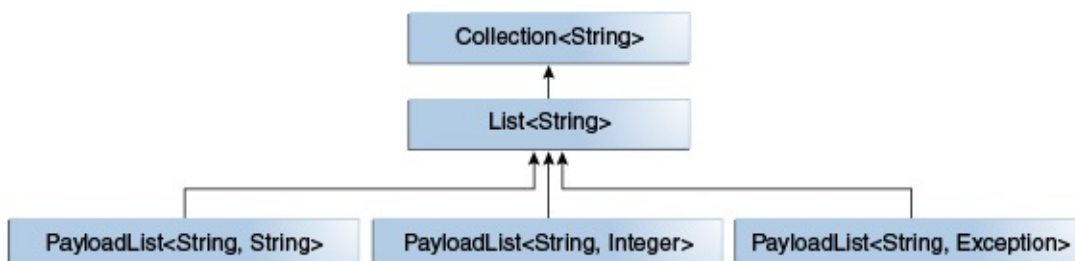 Collection<String>
List<String>
PayloadList<String, String>
PayloadList<String, Integer>
PayloadList<String, Exception>